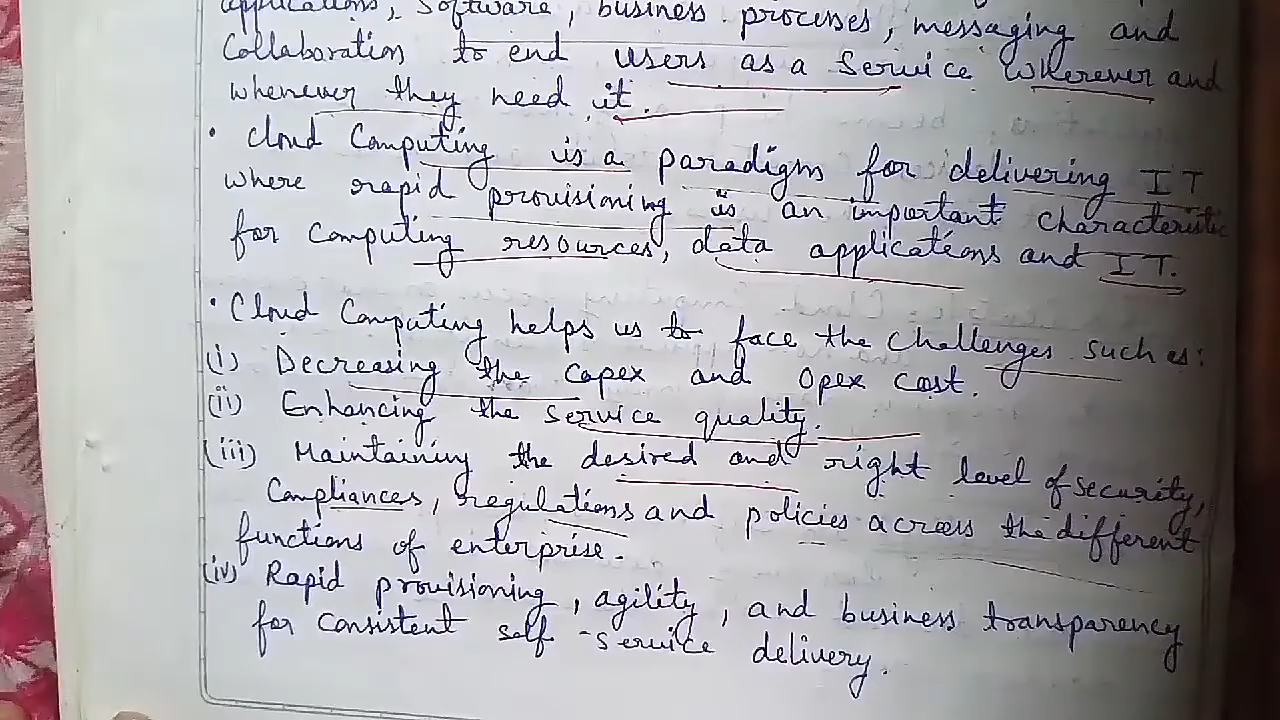 applications, software, business processes, messaging and
Collaboration to end users as a service wherever and
whenever they need it.
• Cloud Computing is a paradigm for delivering IT
where rapid provisioning is an important characteristic
for computing resources, data applications and IT.
• Cloud Computing helps us to face the challenges such as:
(i) Decreasing the Capex and Opex cost.
(ii) Enhancing the service quality.
(iii) Maintaining the desired and right level of security,
Compliances, regulations and policies across the different
functions of enterprise.
(iv) Rapid provisioning, agility, and business transparency
for consistent self-service delivery.